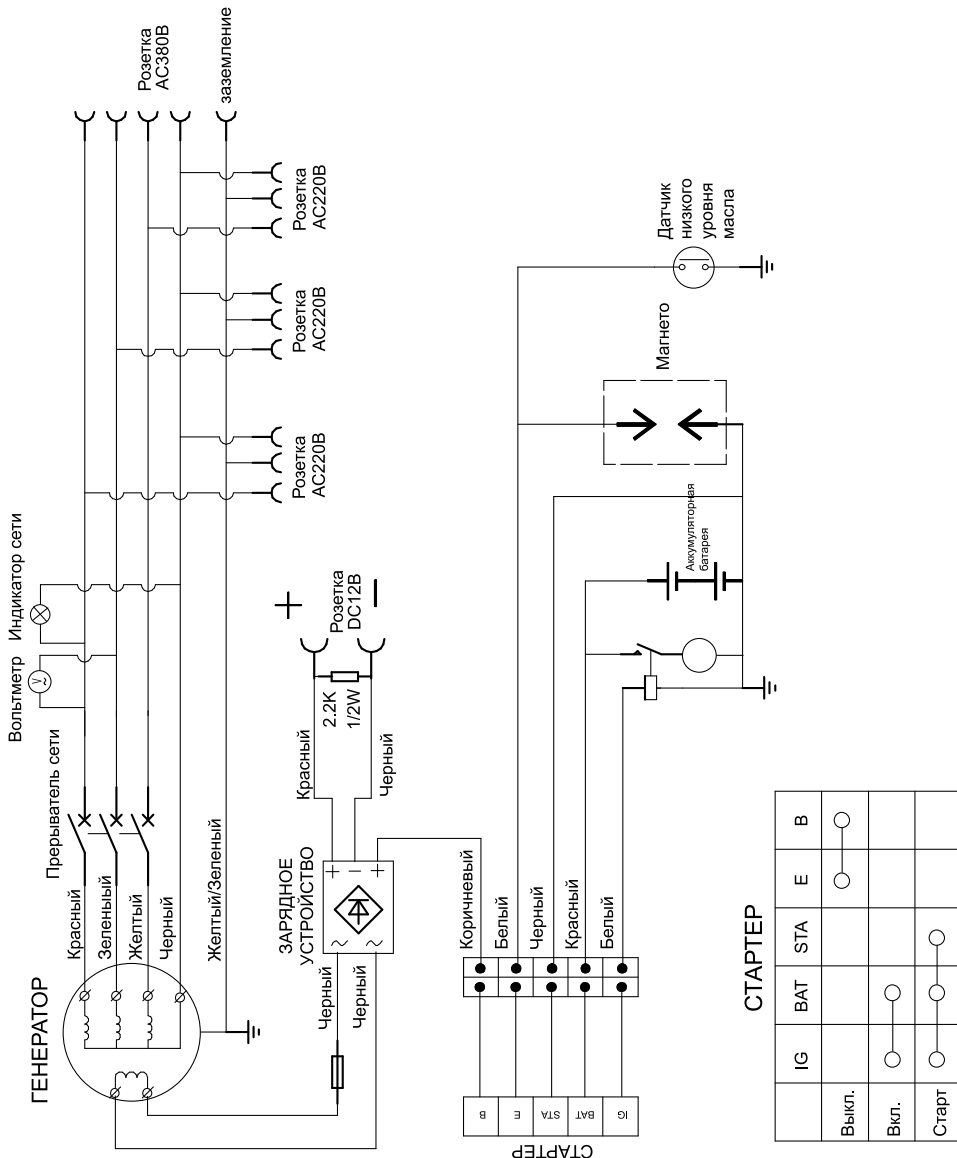 Вольтметр
Индикатор сети
Прерыватель сети
ГЕНЕРАТОР
Красный
Зеленый
Желтый
Черный
Желтый/Зеленый
V
~
Розетка
AC380В
заземление
Розетка
AC220В
Розетка
AC220В
Розетка
AC220В
ЗАРЯДНОЕ
УСТРОЙСТВО
Черный
Черный
~
~
+
−
+
Красный
Черный
2.2K
1/2W
+
−
Розетка
DC12В
СТАРТЕР
B
E
STA
BAT
IG
Коричневый
Белый
Черный
Красный
Белый
Аккумуляторная
батарея
Магнето
Датчик
низкого
уровня
масла
СТАРТЕР
IG
BAT
STA
E
B
Выкл.
Вкл.
Старт